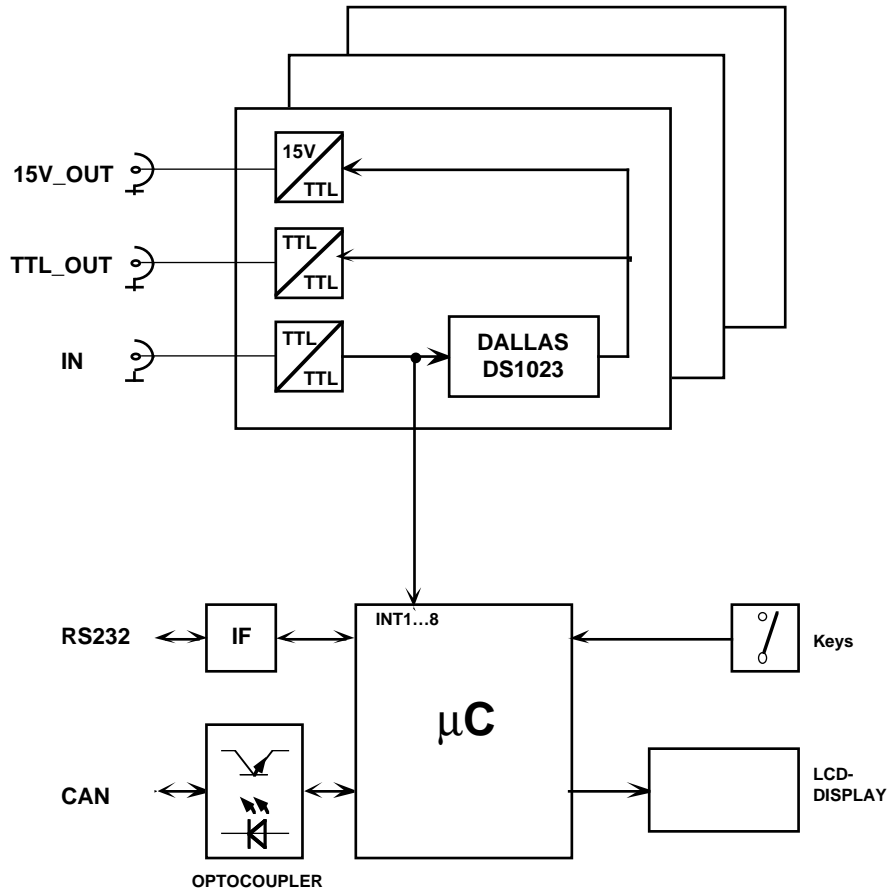 15V_OUT
15V
TTL
TTL_OUT
TTL
TTL
IN
TTL
TTL
DALLAS
DS1023
INT1...8
RS232
IF
Keys
µC
CAN
LCD-
DISPLAY
OPTOCOUPLER